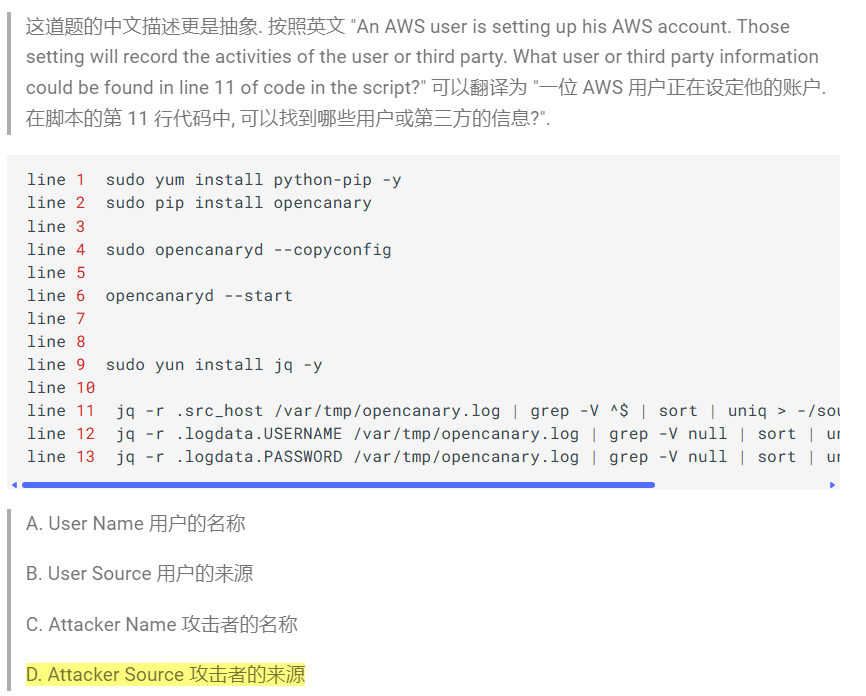 这道题的中文描述更是抽象. 按照英文 "An AWS user is setting up his AWS account. Those
setting will record the activities of the user or third party. What user or third party information
could be found in line 11 of code in the script?" 可以翻译为 "一位 AWS 用户正在设定他的账户.
在脚本的第 11 行代码中, 可以找到哪些用户或第三方的信息?".
line 1 sudo yum install python-pip -y
line 2 sudo pip install opencanary
line 3
line 4 sudo opencanaryd --copyconfig
line 5
line 6 opencanaryd --start
line 7
line 8
line 9 sudo yun install jq -y
line 10
line 11 jq -r .src_host /var/tmp/opencanary.log | grep -V ^$ | sort | uniq > -/sou
line 12 jq -r .logdata.USERNAME /var/tmp/opencanary.log | grep -V null | sort | un
line 13 jq -r .logdata.PASSWORD /var/tmp/opencanary.log | grep -V null | sort | un
A. User Name 用户的名称
B. User Source 用户的来源
C. Attacker Name 攻击者的名称
D. Attacker Source 攻击者的来源